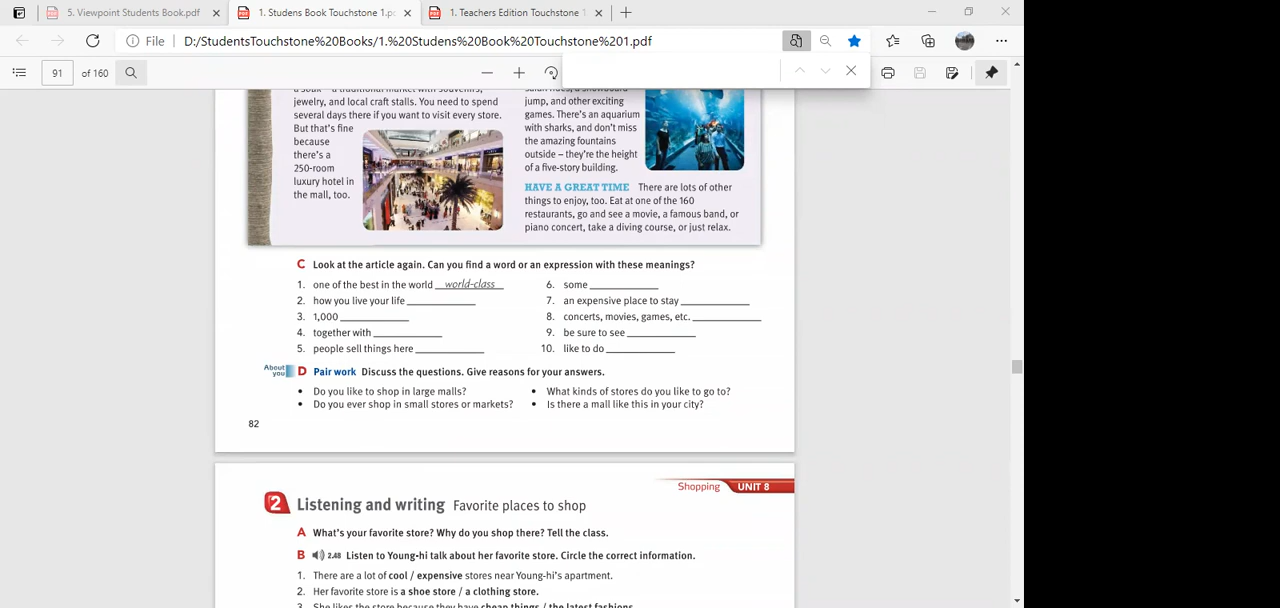 5. Viewpoint Students Book.pdf
1. Studens Book Touchstone 1.pd
1. Teachers Edition Touchstone 1
File D:/StudentsTouchstone%20Books/1.%20Studens%20Book%20Touchstone%201.pdf
91 of 160
jewelry, and local craft stalls. You need to spend
several days there if you want to visit every store.
But that's fine
because
there's a
250-room
luxury hotel in
the mall, too.
jump, and other exciting
games. There's an aquarium
with sharks, and don't miss
the amazing fountains
outside – they're the height
of a five-story building.
HAVE A GREAT TIME There are lots of other
things to enjoy, too. Eat at one of the 160
restaurants, go and see a movie, a famous band, or
piano concert, take a diving course, or just relax.
C Look at the article again. Can you find a word or an expression with these meanings?
1. one of the best in the world world-class
2. how you live your life
3. 1,000
4. together with
5. people sell things here
6. some
7. an expensive place to stay
8. concerts, movies, games, etc.
9. be sure to see
10. like to do
About you D Pair work Discuss the questions. Give reasons for your answers.
• Do you like to shop in large malls?
• Do you ever shop in small stores or markets?
• What kinds of stores do you like to go to?
• Is there a mall like this in your city?
82
Shopping UNIT 8
2 Listening and writing Favorite places to shop
A What's your favorite store? Why do you shop there? Tell the class.
B 2.48 Listen to Young-hi talk about her favorite store. Circle the correct information.
1. There are a lot of cool / expensive stores near Young-hi's apartment.
2. Her favorite store is a shoe store / a clothing store.
3. She likes the store because they have cheap things / the latest fashions.